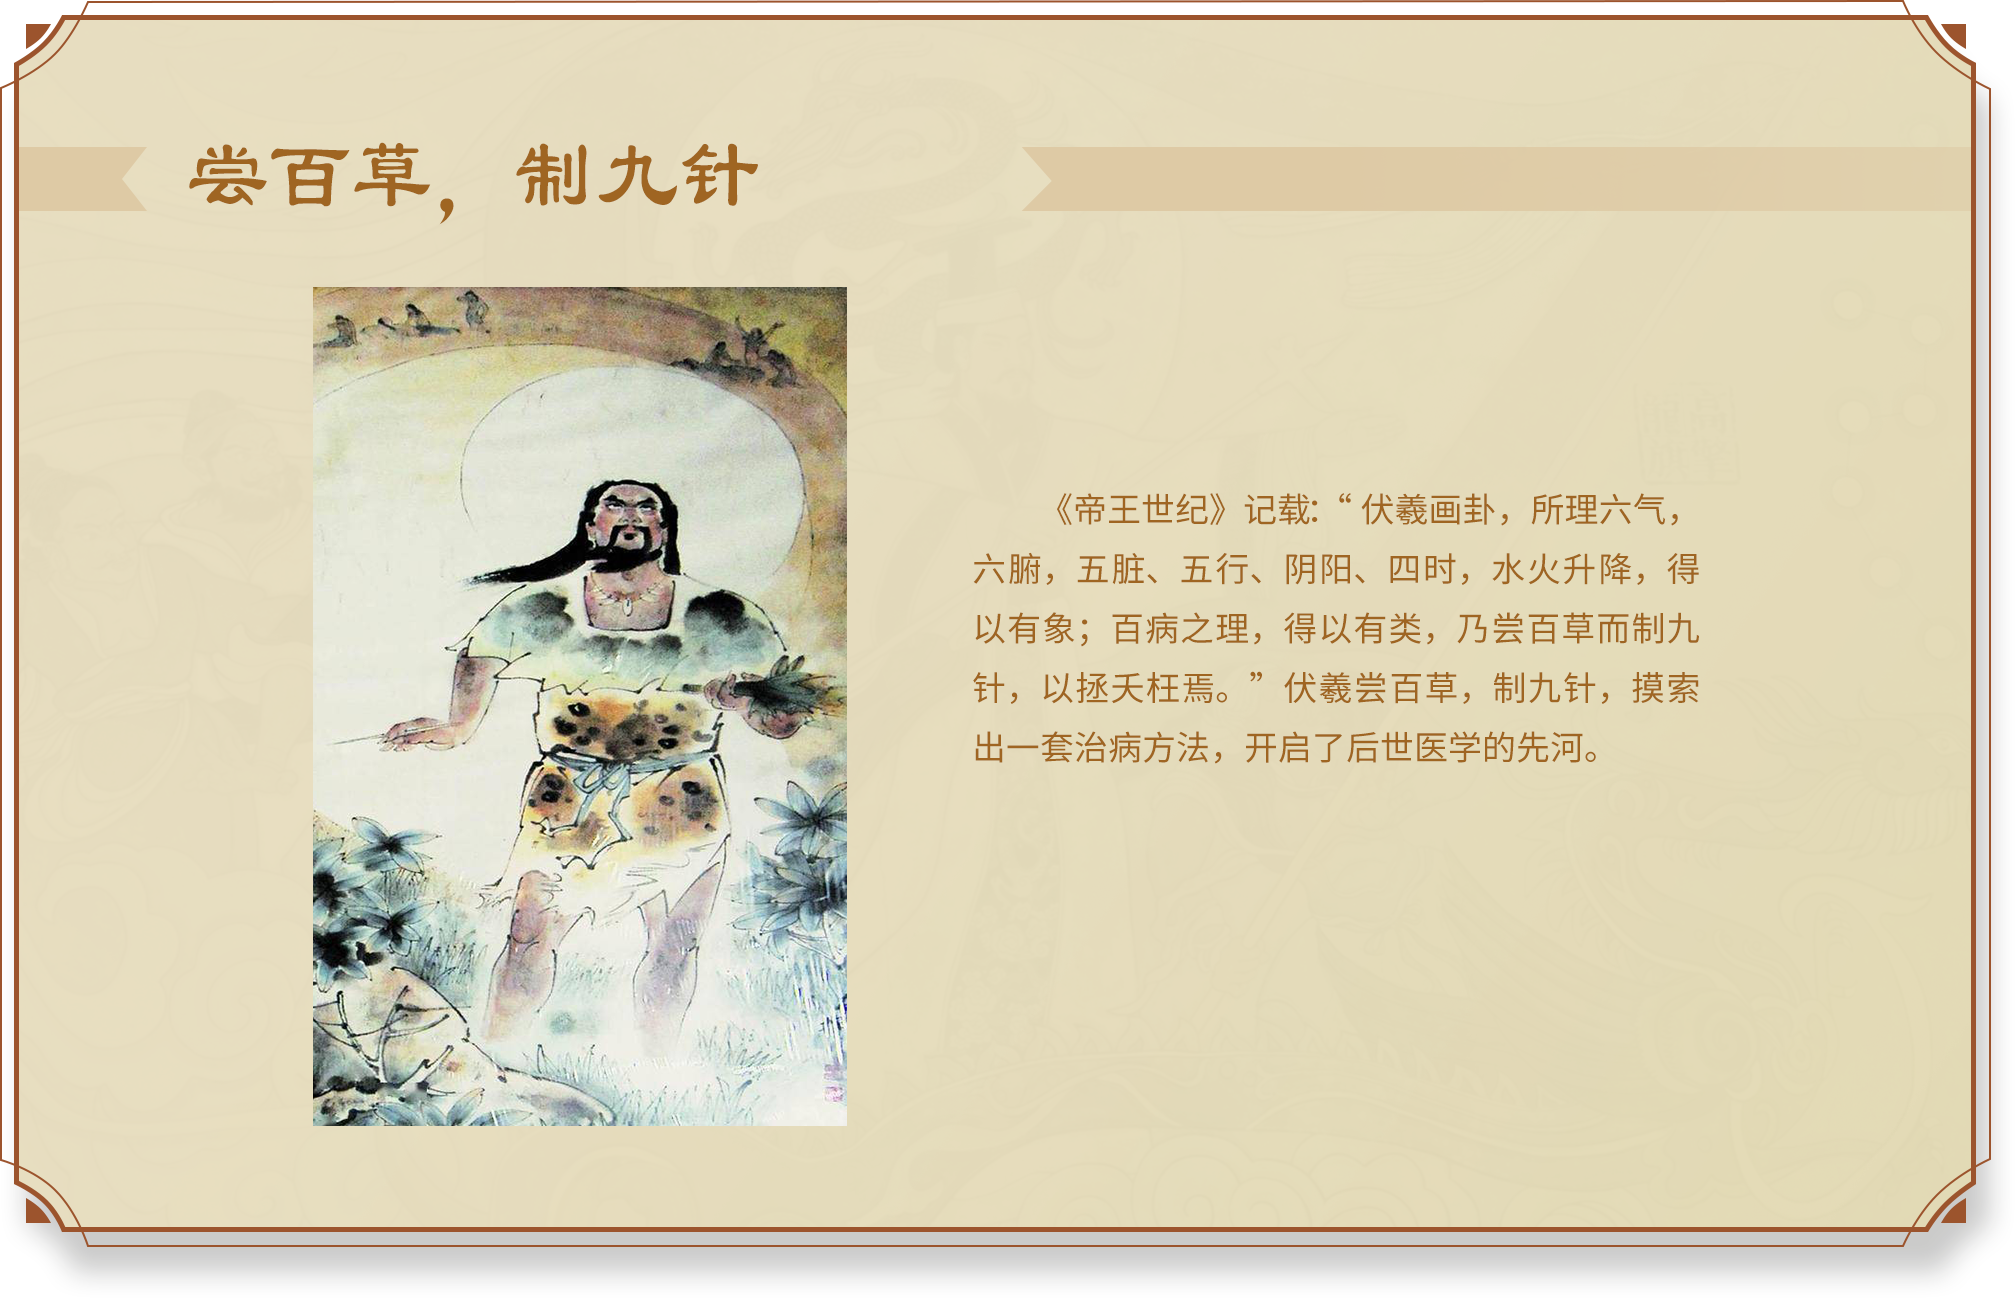 尝百草，制九针
《帝王世纪》记载：“伏羲画卦，所理六气，
六腑，五脏、五行、阴阳、四时，水火升降，得
以有象；百病之理，得以有类，乃尝百草而制九
针，以拯夭枉焉。”伏羲尝百草，制九针，摸索
出一套治病方法，开启了后世医学的先河。